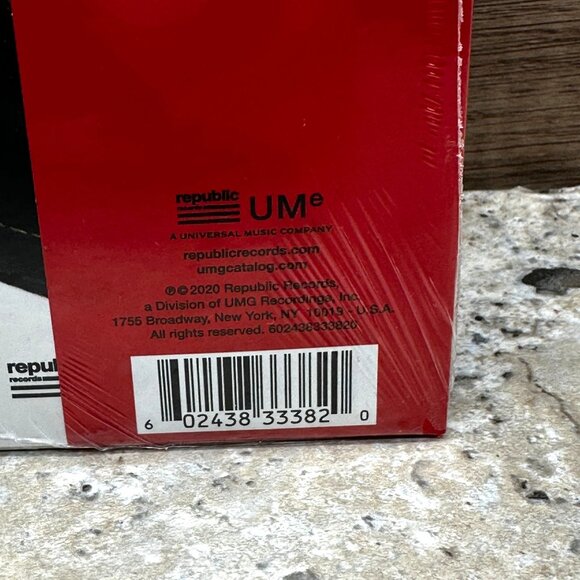 republic
UMe
A UNIVERSAL MUSIC COMPANY
republicrecords.com
umgcatalog.com
℗©2020 Republic Records,
a Division of UMG Recordings, Inc.
1755 Broadway, New York, NY 10019 - U.S.A.
All rights reserved. 602438333820
republ
records
6 02438 33382 0